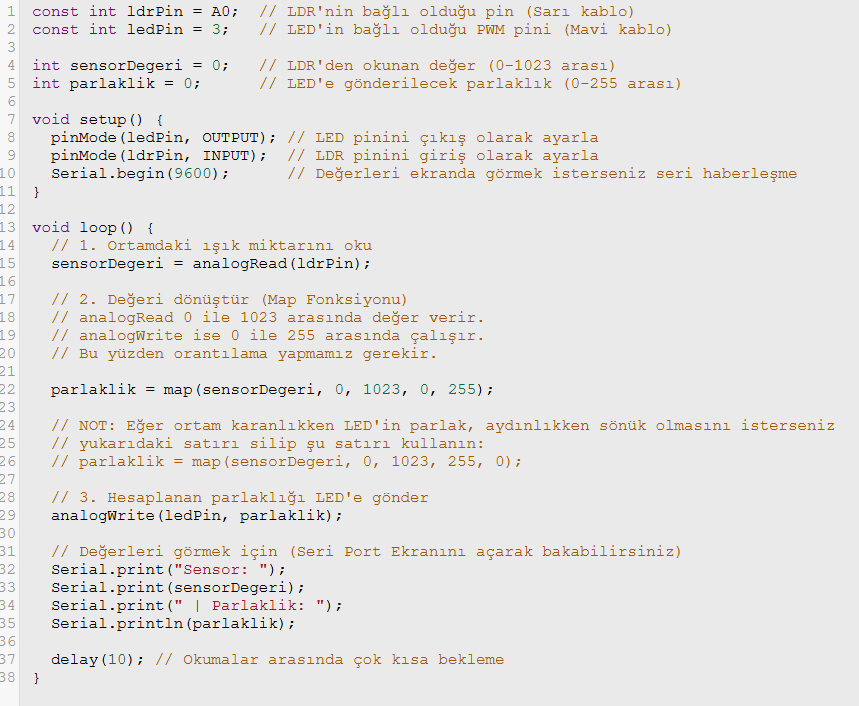 1 const int ldrPin = A0;  // LDR'nin bağlı olduğu pin (Sarı kablo)
2 const int ledPin = 3;   // LED'in bağlı olduğu PWM pini (Mavi kablo)
3
4 int sensorDegeri = 0;   // LDR'den okunan değer (0-1023 arası)
5 int parlaklik = 0;      // LED'e gönderilecek parlaklık (0-255 arası)
6
7 void setup() {
8   pinMode(ledPin, OUTPUT); // LED pinini çıkış olarak ayarla
9   pinMode(ldrPin, INPUT);  // LDR pinini giriş olarak ayarla
10   Serial.begin(9600);      // Değerleri ekranda görmek isterseniz seri haberleşme
11 }
12
13 void loop() {
14   // 1. Ortamdaki ışık miktarını oku
15   sensorDegeri = analogRead(ldrPin);
16
17   // 2. Değeri dönüştür (Map Fonksiyonu)
18   // analogRead 0 ile 1023 arasında değer verir.
19   // analogWrite ise 0 ile 255 arasında çalışır.
20   // Bu yüzden orantılama yapmamız gerekir.
21
22   parlaklik = map(sensorDegeri, 0, 1023, 0, 255);
23
24   // NOT: Eğer ortam karanlıkken LED'in parlak, aydınlıkken sönük olmasını isterseniz
25   // yukarıdaki satırı silip şu satırı kullanın:
26   // parlaklik = map(sensorDegeri, 0, 1023, 255, 0);
27
28   // 3. Hesaplanan parlaklığı LED'e gönder
29   analogWrite(ledPin, parlaklik);
30
31   // Değerleri görmek için (Seri Port Ekranını açarak bakabilirsiniz)
32   Serial.print("Sensor: ");
33   Serial.print(sensorDegeri);
34   Serial.print(" | Parlaklik: ");
35   Serial.println(parlaklik);
36
37   delay(10); // Okumalar arasında çok kısa bekleme
38 }